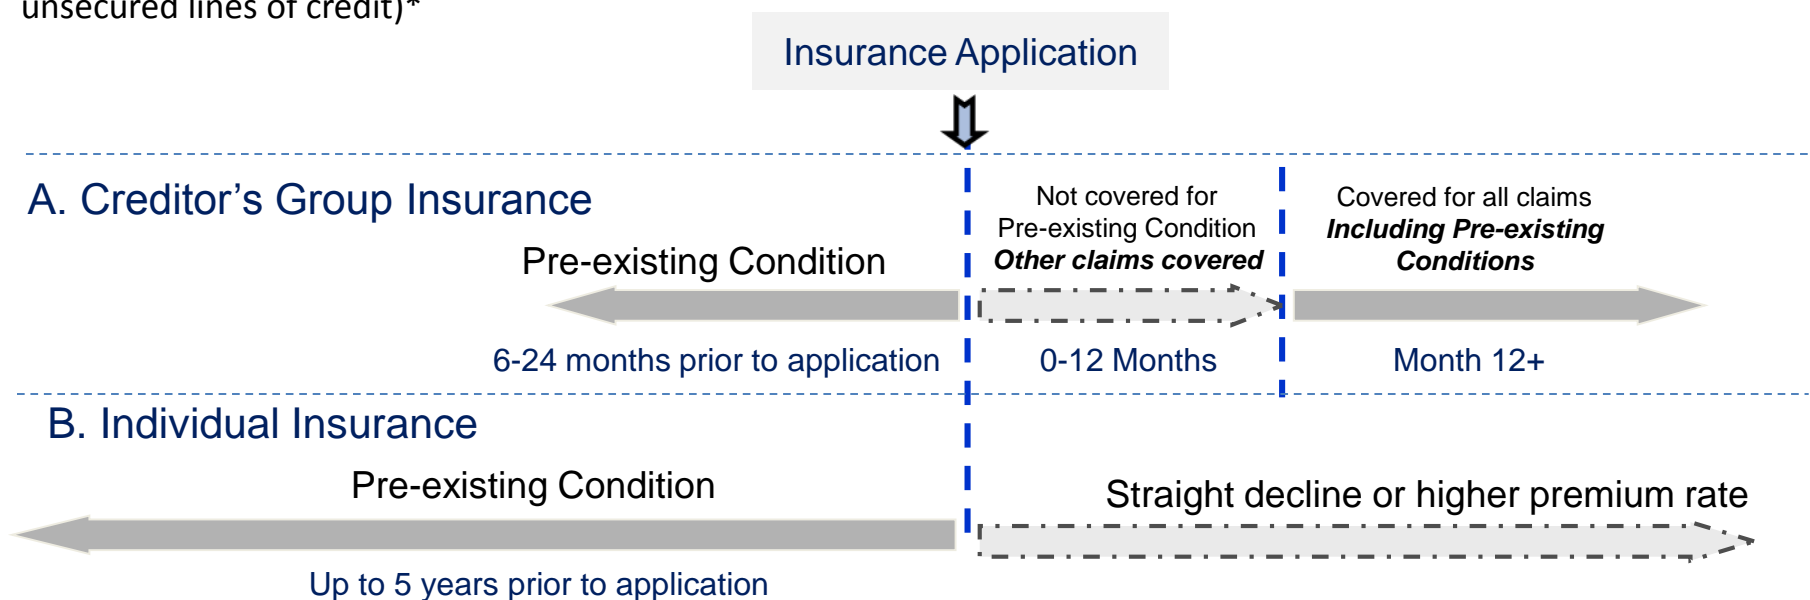 unsecured lines of credit)*
Insurance Application
A. Creditor's Group Insurance
Pre-existing Condition
6-24 months prior to application
Not covered for
Pre-existing Condition
Other claims covered
0-12 Months
Covered for all claims
Including Pre-existing
Conditions
Month 12+
B. Individual Insurance
Pre-existing Condition
Up to 5 years prior to application
Straight decline or higher premium rate